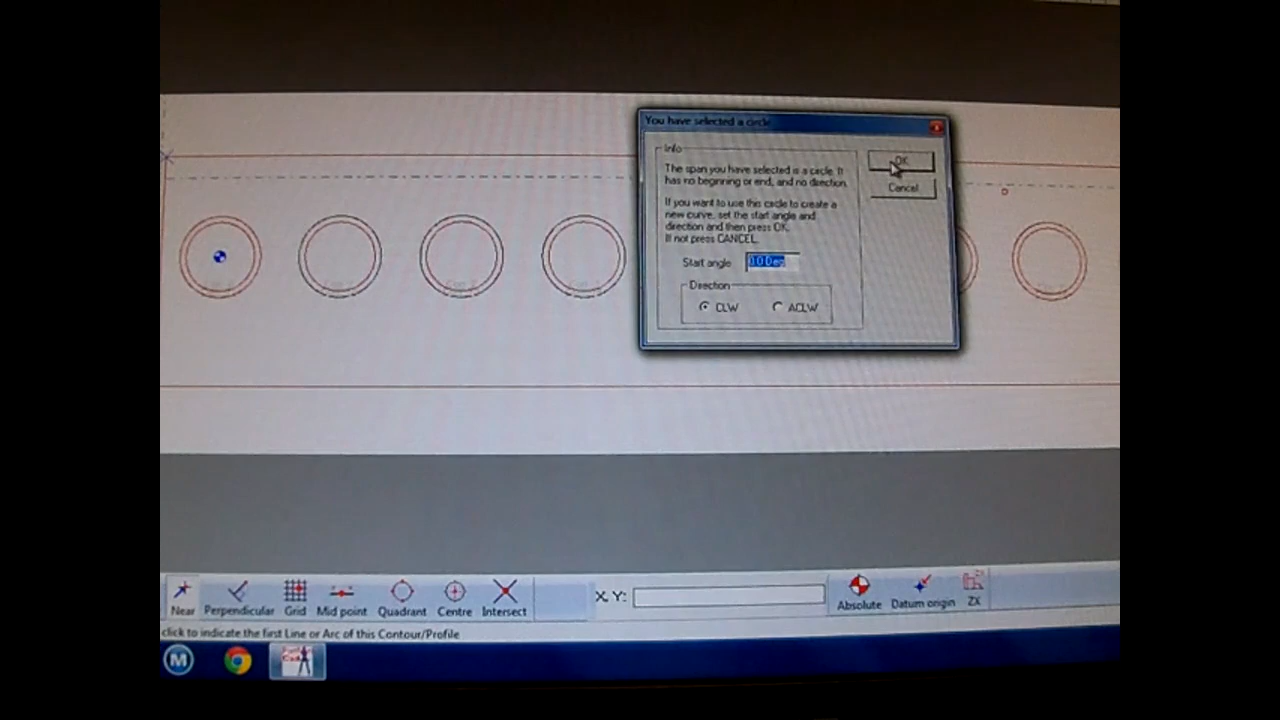 You have selected a circle
Info
The span you have selected is a circle. It
has no beginning or end, and no direction.
If you want to use this circle to create a
new curve, set the start angle and
direction and then press OK.
If not press CANCEL.
OK
Cancel
Start angle
Direction
CLW
ACLW
Near
Perpendicular
Grid
Mid point
Quadrant
Centre
Intersect
X, Y:
Absolute
Datum origin
ZX
click to indicate the first Line or Arc of this Contour/Profile
M